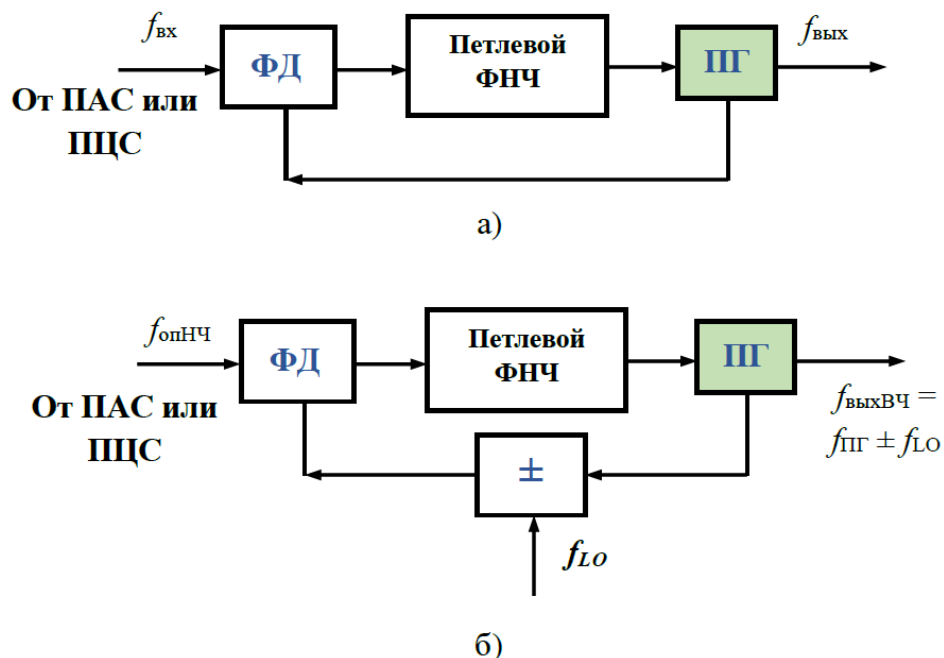 fвх
ФД
Петлевой
ФНЧ
ПГ
fвых
От ПАС или
ПЦС
а)
fопНЧ
ФД
Петлевой
ФНЧ
ПГ
От ПАС или
ПЦС
fвыхВЧ =
fПГ ± fLO
±
fLO
б)